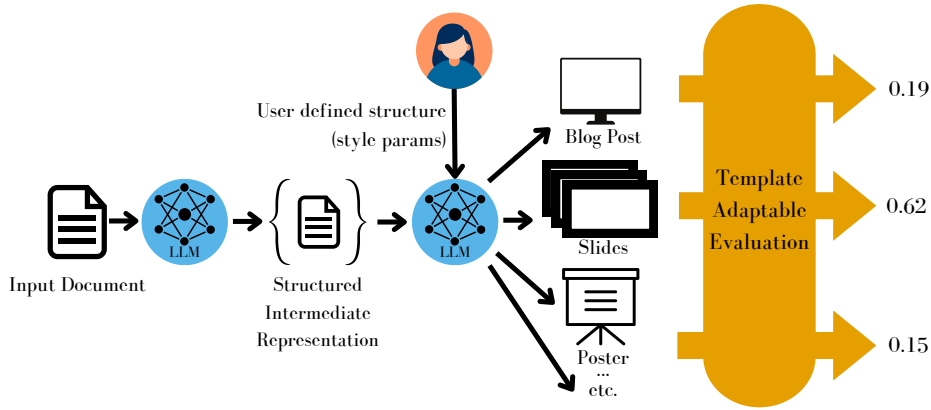 User defined structure
(style params)
Blog Post
0.19
LLM
LLM
Slides
Template
Adaptable
Evaluation
0.62
Input Document
Structured
Intermediate
Representation
Poster
...
etc.
0.15